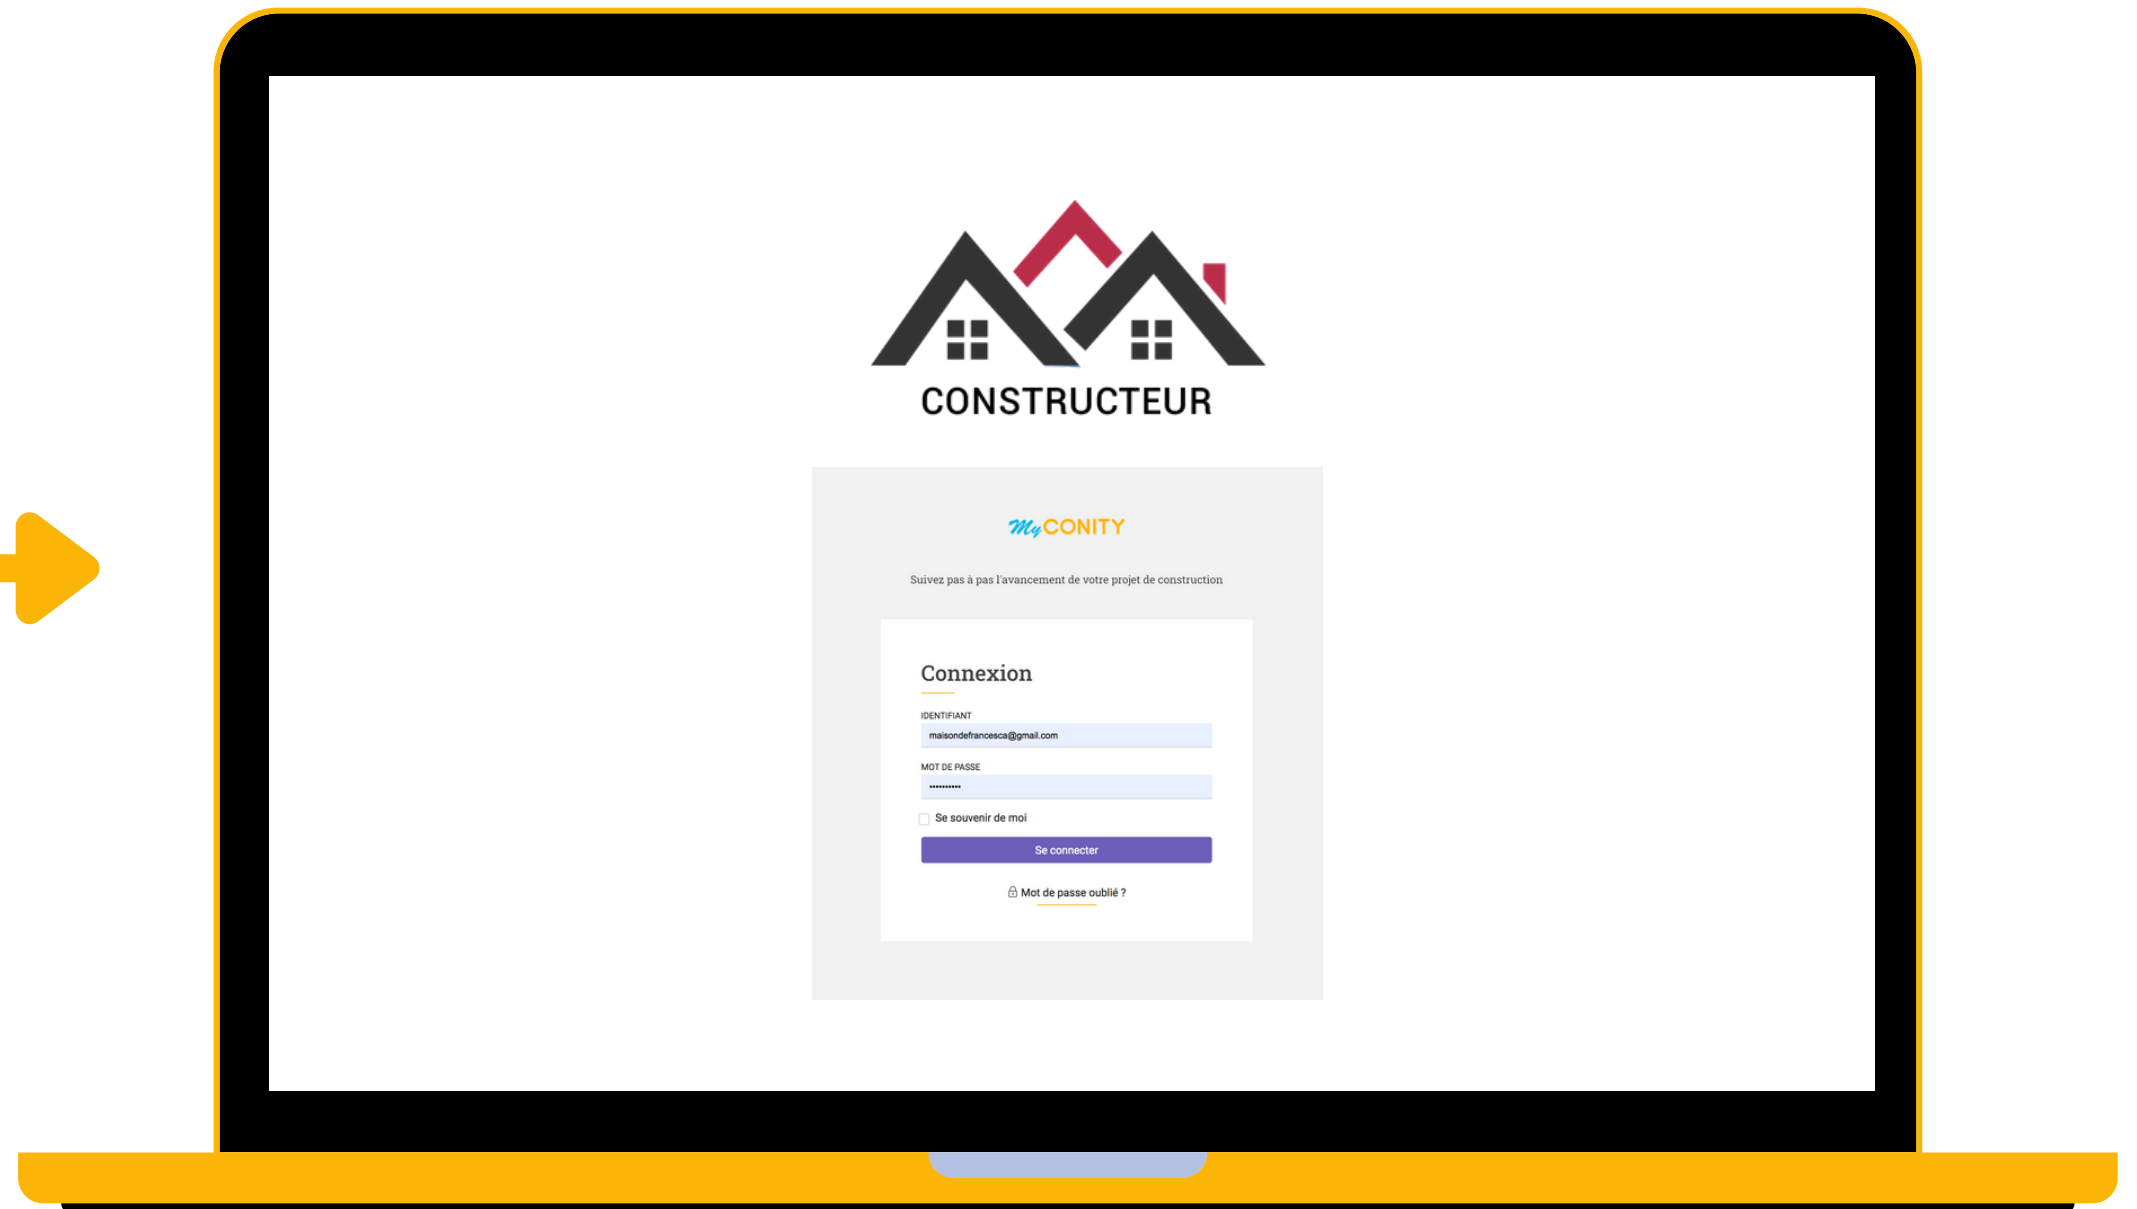 CONSTRUCTEUR
MyCONITY
Suivez pas à pas l'avancement de votre projet de construction
Connexion
IDENTIFIANT
maisondefrancesca@gmail.com
MOT DE PASSE
••••••••••
Se souvenir de moi
Se connecter
Mot de passe oublié ?